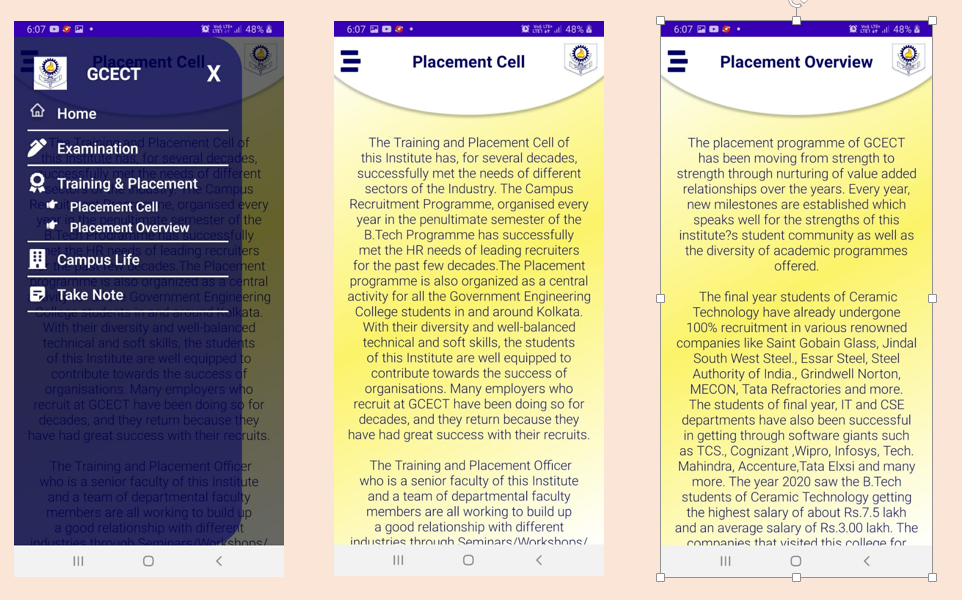 6:07
48%
GCECT
X
Home
Examination
Training & Placement
Placement Cell
Placement Overview
Campus Life
Take Note
6:07
48%
Placement Cell
The Training and Placement Cell of
this Institute has, for several decades,
successfully met the needs of different
sectors of the Industry. The Campus
Recruitment Programme, organised every
year in the penultimate semester of the
B.Tech Programme has successfully
met the HR needs of leading recruiters
for the past few decades.The Placement
programme is also organized as a central
activity for all the Government Engineering
College students in and around Kolkata.
With their diversity and well-balanced
technical and soft skills, the students
of this Institute are well equipped to
contribute towards the success of
organisations. Many employers who
recruit at GCECT have been doing so for
decades, and they return because they
have had great success with their recruits.
The Training and Placement Officer
who is a senior faculty of this Institute
and a team of departmental faculty
members are all working to build up
a good relationship with different
industries through Seminars/Workshops/
6:07
48%
Placement Overview
The placement programme of GCECT
has been moving from strength to
strength through nurturing of value added
relationships over the years. Every year,
new milestones are established which
speaks well for the strengths of this
institute?s student community as well as
the diversity of academic programmes
offered.
The final year students of Ceramic
Technology have already undergone
100% recruitment in various renowned
companies like Saint Gobain Glass, Jindal
South West Steel., Essar Steel, Steel
Authority of India., Grindwell Norton,
MECON, Tata Refractories and more.
The students of final year, IT and CSE
departments have also been successful
in getting through software giants such
as TCS., Cognizant ,Wipro, Infosys, Tech.
Mahindra, Accenture,Tata Elxsi and many
more. The year 2020 saw the B.Tech
students of Ceramic Technology getting
the highest salary of about Rs.7.5 lakh
and an average salary of Rs.3.00 lakh. The
companies that visited this college for